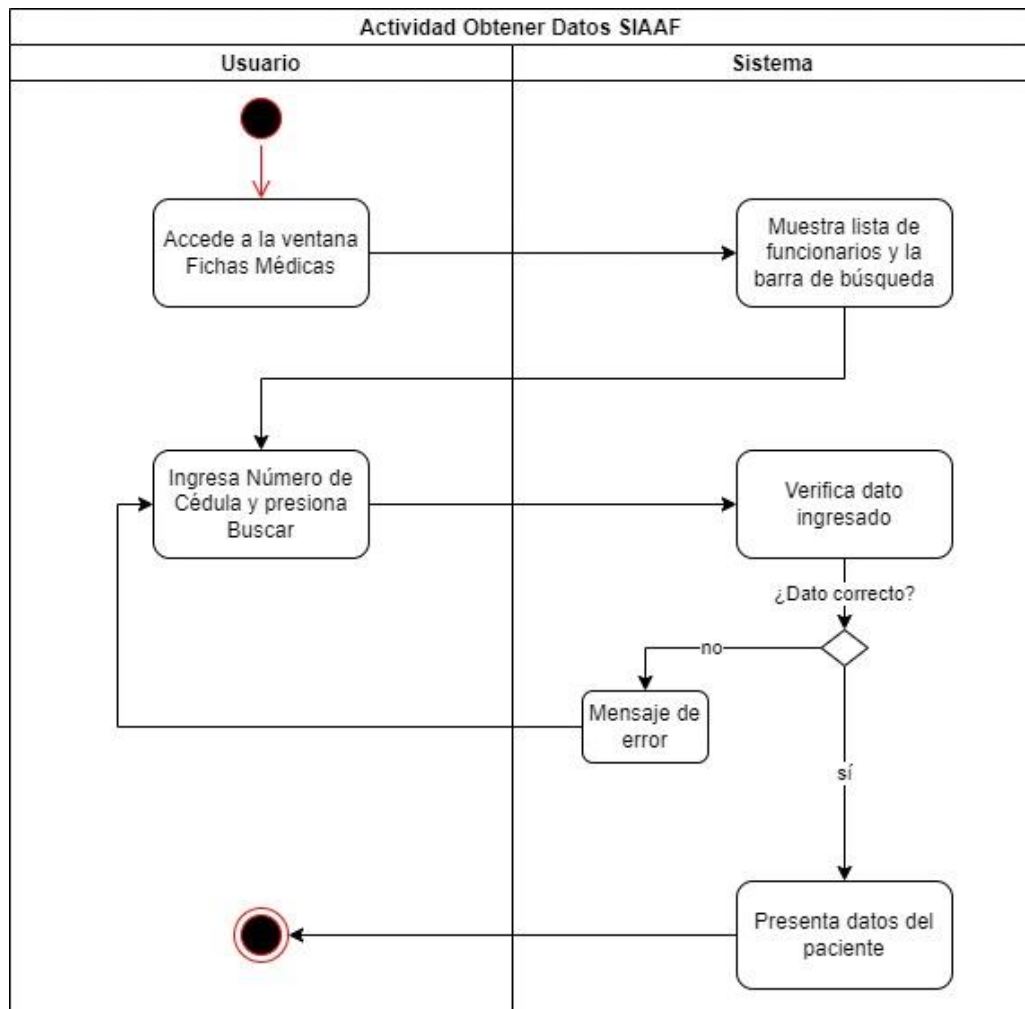 Actividad Obtener Datos SIAAF
Usuario
Sistema
Accede a la ventana
Fichas Médicas
Muestra lista de
funcionarios y la
barra de búsqueda
Ingresa Número de
Cédula y presiona
Buscar
Verifica dato
ingresado
¿Dato correcto?
no
Mensaje de
error
sí
Presenta datos del
paciente